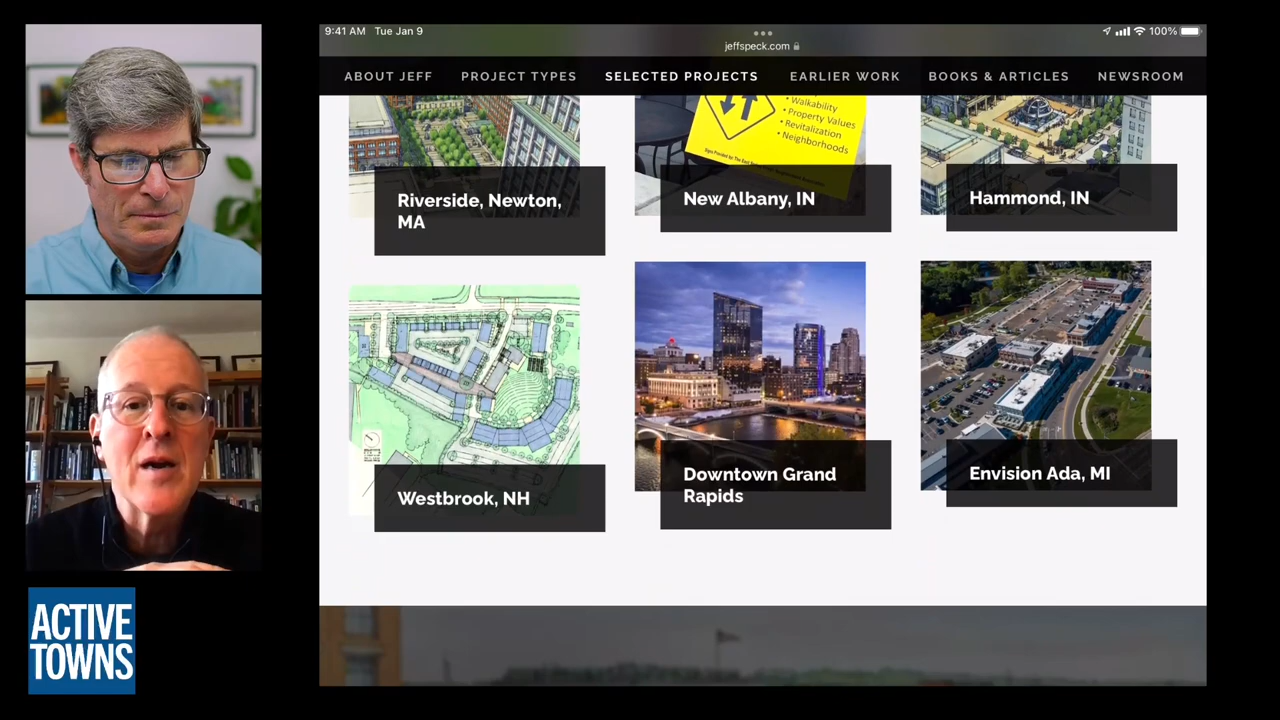 9:41 AM Tue Jan 9
100%
jeffspeck.com
ABOUT JEFF PROJECT TYPES SELECTED PROJECTS EARLIER WORK BOOKS & ARTICLES NEWSROOM
• Walkability
• Property Values
• Revitalization
• Neighborhoods
Riverside, Newton,
MA
New Albany, IN
Hammond, IN
Westbrook, NH
Downtown Grand
Rapids
Envision Ada, MI
ACTIVE
TOWNS